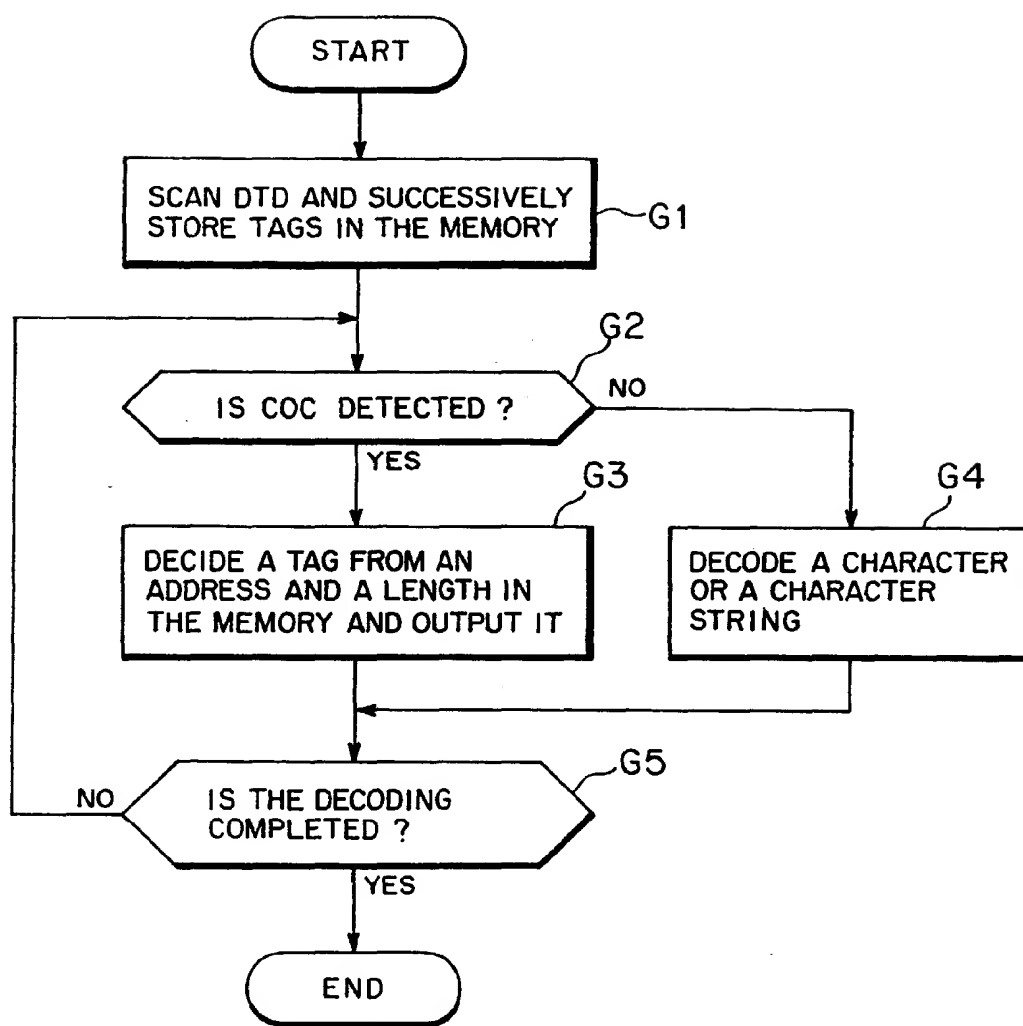 START
SCAN DTD AND SUCCESSIVELY
STORE TAGS IN THE MEMORY
G1
G2
IS COC DETECTED ?
NO
YES
G3
G4
DECIDE A TAG FROM AN
ADDRESS AND A LENGTH IN
THE MEMORY AND OUTPUT IT
DECODE A CHARACTER
OR A CHARACTER
STRING
G5
NO
IS THE DECODING
COMPLETED ?
YES
END